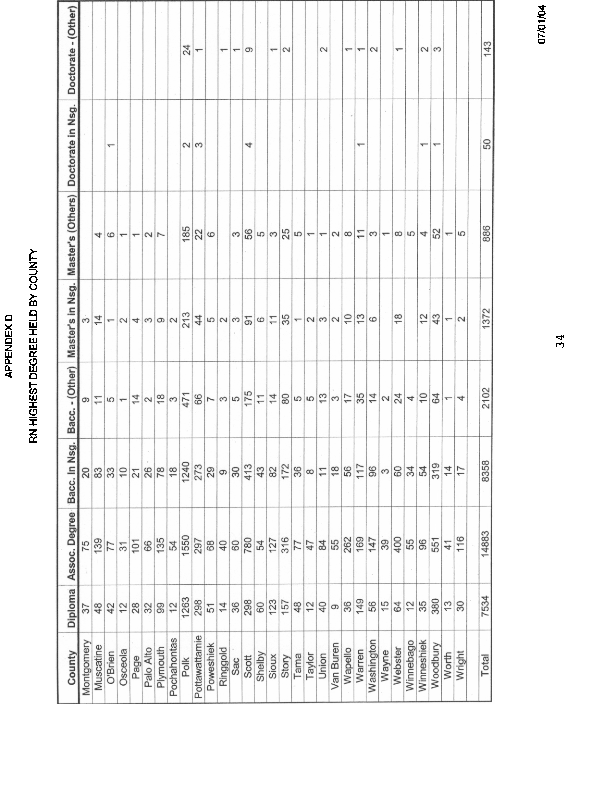 APPENDEX D
RN HIGHEST DEGREE HELD BY COUNTY
County Diploma Assoc. Degree Bacc. In Nsg. Bacc. - (Other) Master's in Nsg. Master's (Others) Doctorate in Nsg. Doctorate - (Other)
Montgomery 37 75 20 9 3
Muscatine 48 139 83 11 14 4
O'Brien 42 77 33 5 1 6 1
Osceola 12 31 10 1 2 1
Page 28 101 21 14 4 1
Palo Alto 32 66 26 2 3 2
Plymouth 99 135 78 18 9 7
Pochahontas 12 54 18 3 2
Polk 1263 1550 1240 471 213 185 2 24
Pottawattamie 298 297 273 66 44 22 3 1
Poweshiek 51 68 29 7 5 6
Ringgold 14 40 9 3 2 1
Sac 36 60 30 5 3 3 1
Scott 298 780 413 175 91 56 4 9
Shelby 60 54 43 11 6 5
Sioux 123 127 82 14 11 3 1
Story 157 316 172 80 35 25 2
Tama 48 77 36 5 1 5
Taylor 12 47 8 5 2 1
Union 40 84 11 13 3 1 2
Van Buren 9 55 18 3 2 2
Wapello 36 262 56 17 10 8 1
Warren 149 169 117 35 13 11 1 1
Washington 56 147 96 14 6 3 2
Wayne 15 39 3 2 1
Webster 64 400 60 24 18 8 1
Winnebago 12 55 34 4 5
Winneshiek 35 96 54 10 12 4 1 2
Woodbury 380 551 319 64 43 52 1 3
Worth 13 41 14 1 1 1
Wright 30 116 17 4 2 5
Total 7534 14883 8358 2102 1372 886 50 143
34
07/01/04